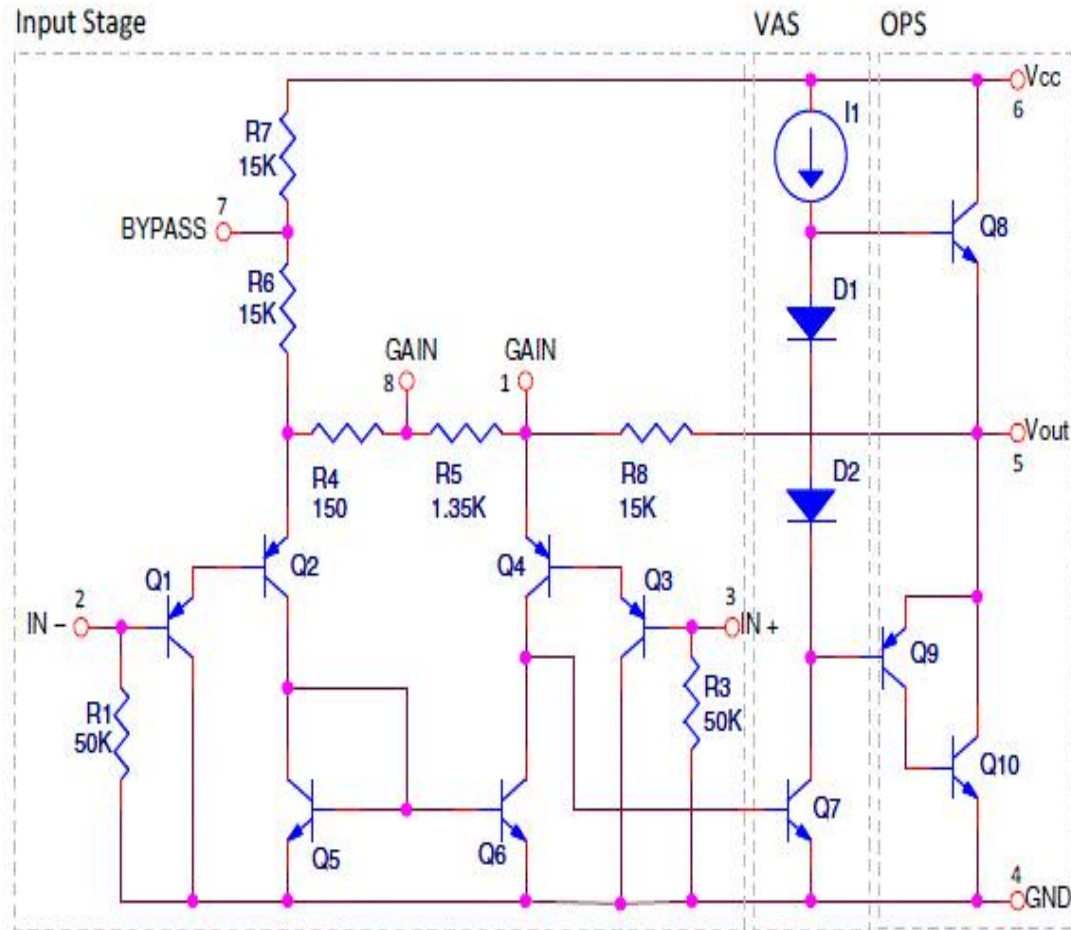 Input Stage
VAS
OPS
Vcc
6
I1
R7
15K
7
BYPASS
Q8
R6
15K
D1
GAIN
8
GAIN
1
Vout
5
R4
150
R5
1.35K
R8
15K
D2
Q1
Q2
Q4
Q3
2
IN −
3
IN +
Q9
R1
50K
R3
50K
Q10
Q7
Q5
Q6
4
GND